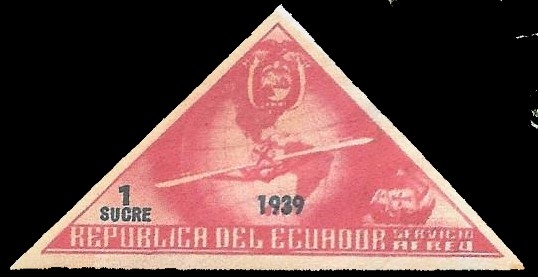 1
SUCRE
1939
REPUBLICA DEL ECUADOR
SERVICIO
AEREO